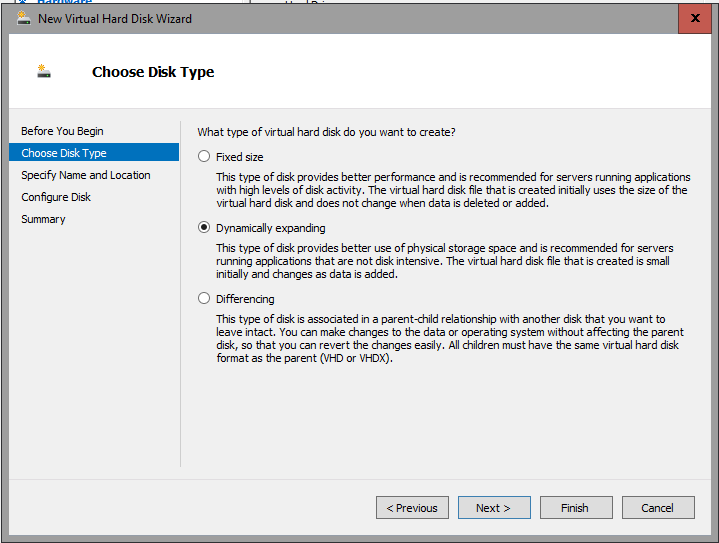 Hardware
New Virtual Hard Disk Wizard
x
Choose Disk Type
Before You Begin
Choose Disk Type
Specify Name and Location
Configure Disk
Summary
What type of virtual hard disk do you want to create?
Fixed size
This type of disk provides better performance and is recommended for servers running applications
with high levels of disk activity. The virtual hard disk file that is created initially uses the size of the
virtual hard disk and does not change when data is deleted or added.
Dynamically expanding
This type of disk provides better use of physical storage space and is recommended for servers
running applications that are not disk intensive. The virtual hard disk file that is created is small
initially and changes as data is added.
Differencing
This type of disk is associated in a parent-child relationship with another disk that you want to
leave intact. You can make changes to the data or operating system without affecting the parent
disk, so that you can revert the changes easily. All children must have the same virtual hard disk
format as the parent (VHD or VHDX).
< Previous
Next >
Finish
Cancel